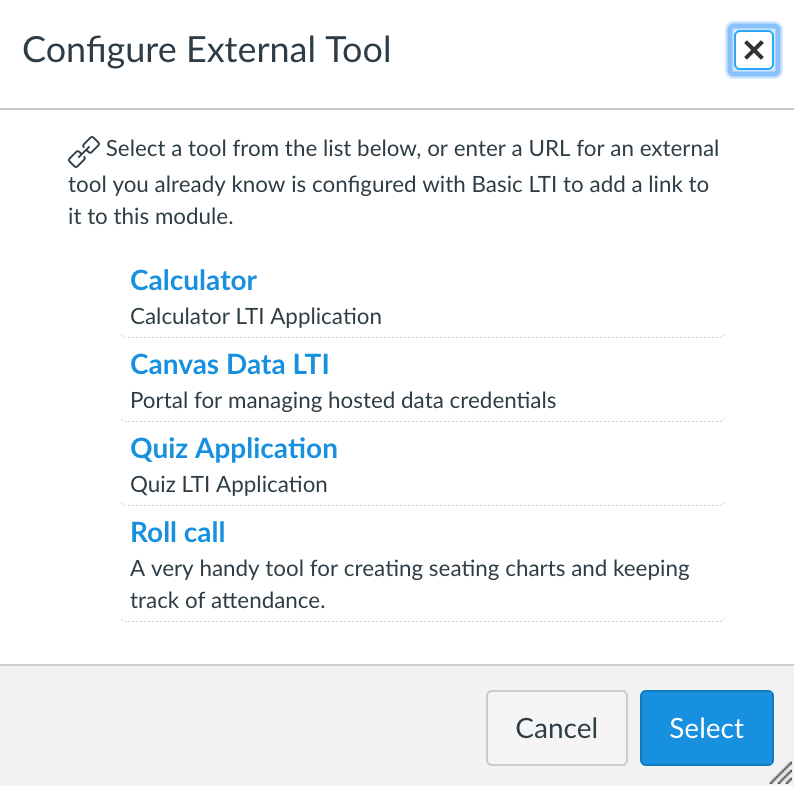 Configure External Tool
Select a tool from the list below, or enter a URL for an external
tool you already know is configured with Basic LTI to add a link to
it to this module.
Calculator
Calculator LTI Application
Canvas Data LTI
Portal for managing hosted data credentials
Quiz Application
Quiz LTI Application
Roll call
A very handy tool for creating seating charts and keeping
track of attendance.
Cancel
Select